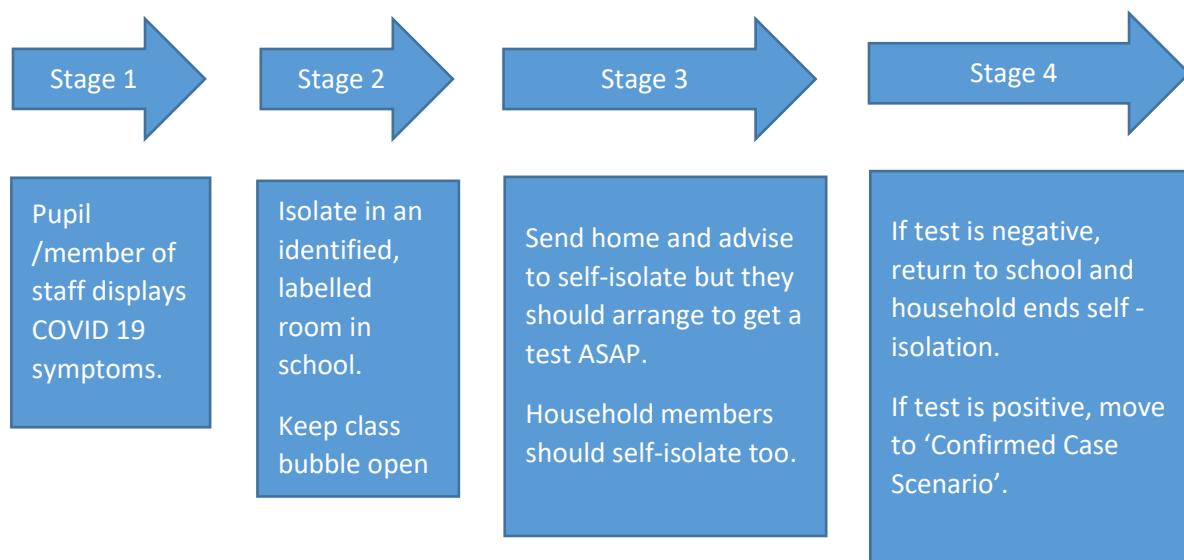 Stage 1
Stage 2
Stage 3
Stage 4
Pupil
/member of
staff displays
COVID 19
symptoms.
Isolate in an
identified,
labelled
room in
school.
Keep class
bubble open
Send home and advise
to self-isolate but they
should arrange to get a
test ASAP.
Household members
should self-isolate too.
If test is negative,
return to school and
household ends self -
isolation.
If test is positive, move
to ‘Confirmed Case
Scenario’.